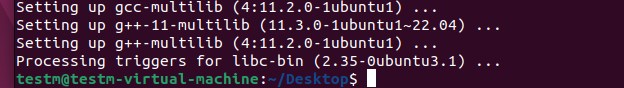 Setting up gcc-multilib (4:11.2.0-1ubuntu1) ...
Setting up g++-11-multilib (11.3.0-1ubuntu1~22.04) ...
Setting up g++-multilib (4:11.2.0-1ubuntu1) ...
Processing triggers for libc-bin (2.35-0ubuntu3.1) ...
testm@testm-virtual-machine:~/Desktop$